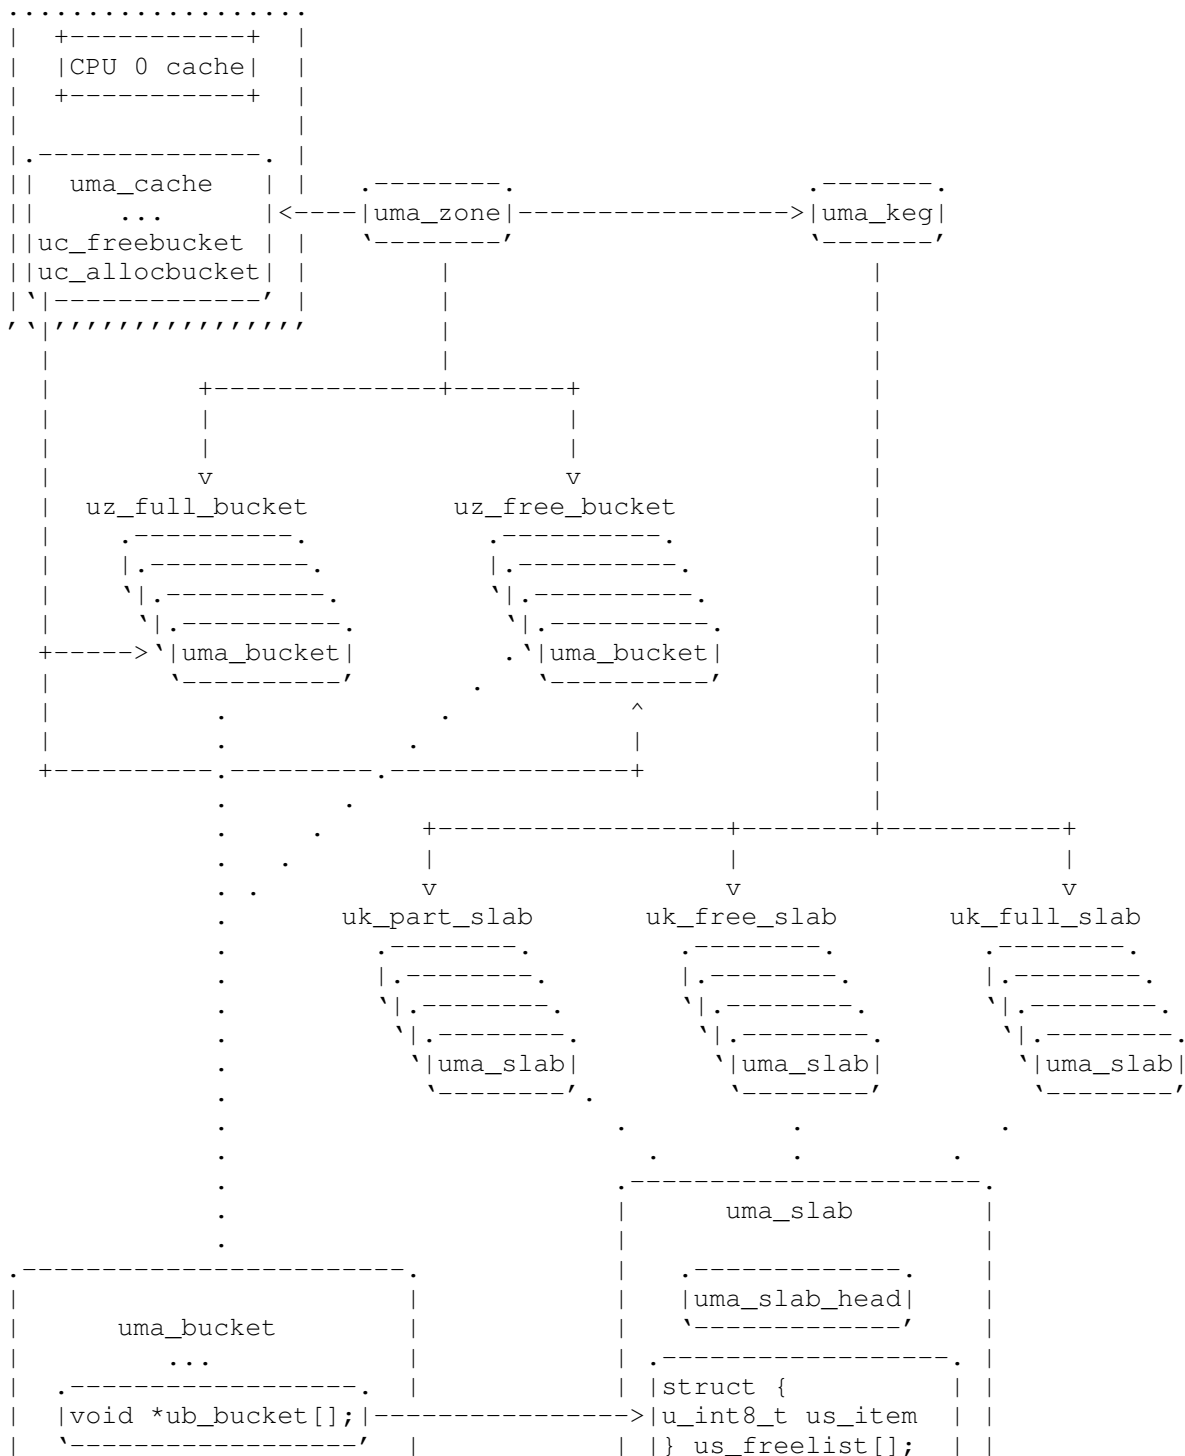 CPU 0 cache
uma_cache
... uma_zone uma_keg
uc_freebucket
uc_allocbucket
uz_full_bucket uz_free_bucket
uma_bucket uma_bucket
uk_part_slab uk_free_slab uk_full_slab
uma_slab uma_slab uma_slab
uma_slab
uma_slab_head
uma_bucket
...
struct {
void *ub_bucket[]; u_int8_t us_item
} us_freelist[];